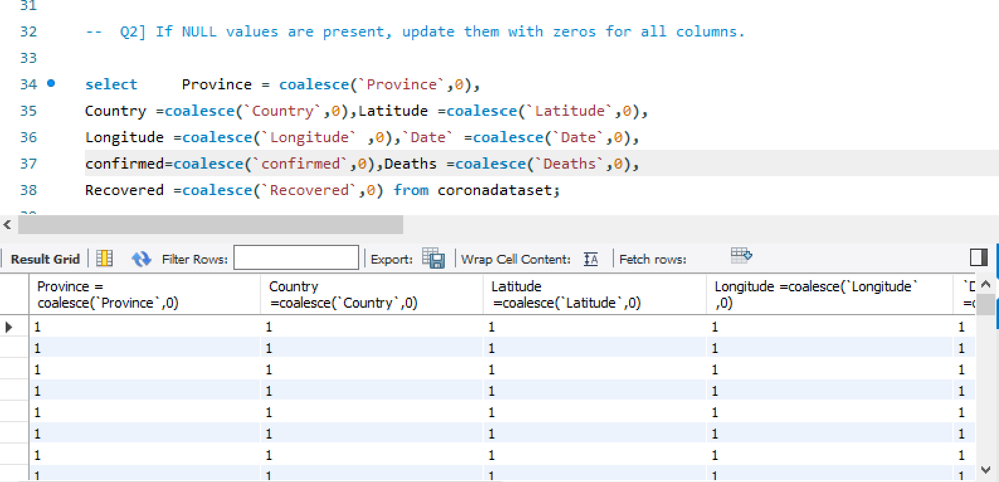 31
32 --  Q2] If NULL values are present, update them with zeros for all columns.
33
34 select     Province = coalesce(`Province`,0),
35 Country =coalesce(`Country`,0),Latitude =coalesce(`Latitude`,0),
36 Longitude =coalesce(`Longitude` ,0),`Date` =coalesce(`Date`,0),
37 confirmed=coalesce(`confirmed`,0),Deaths =coalesce(`Deaths`,0),
38 Recovered =coalesce(`Recovered`,0) from coronadataset;
Result Grid Filter Rows: Export: Wrap Cell Content: IA Fetch rows:
Province = Country Latitude Longitude =coalesce(`Longitude` `D
coalesce(`Province`,0) =coalesce(`Country`,0) =coalesce(`Latitude`,0) ,0) =c
1 1 1 1 1
1 1 1 1 1
1 1 1 1 1
1 1 1 1 1
1 1 1 1 1
1 1 1 1 1
1 1 1 1 1
1 1 1 1 1